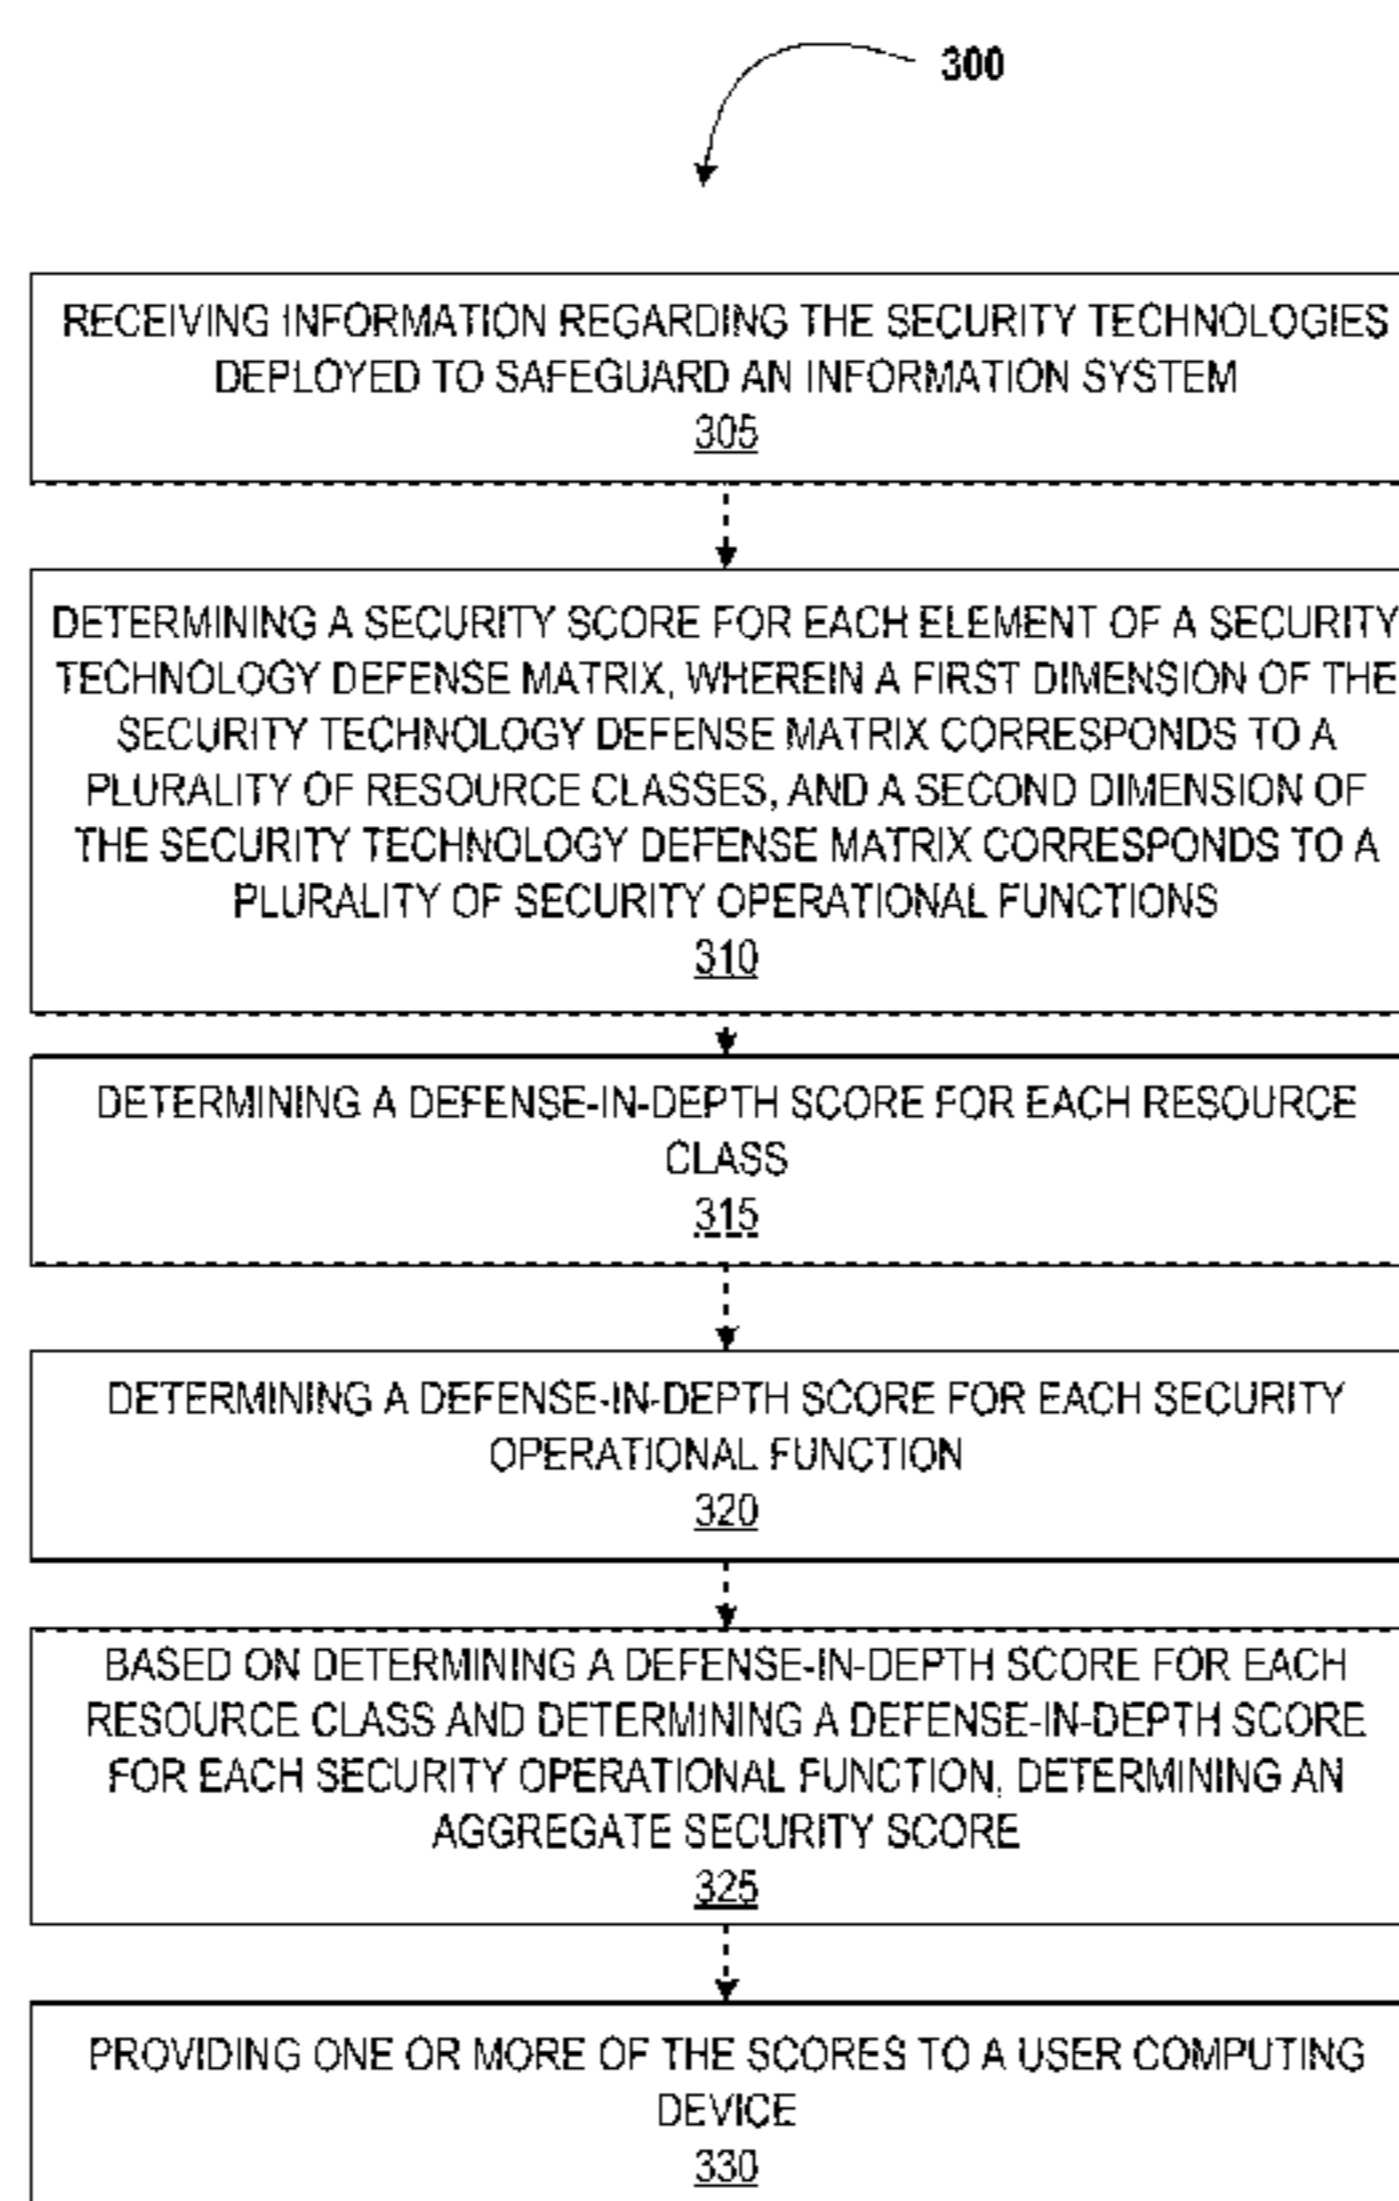 300
RECEIVING INFORMATION REGARDING THE SECURITY TECHNOLOGIES
DEPLOYED TO SAFEGUARD AN INFORMATION SYSTEM
305
DETERMINING A SECURITY SCORE FOR EACH ELEMENT OF A SECURITY
TECHNOLOGY DEFENSE MATRIX, WHEREIN A FIRST DIMENSION OF THE
SECURITY TECHNOLOGY DEFENSE MATRIX CORRESPONDS TO A
PLURALITY OF RESOURCE CLASSES, AND A SECOND DIMENSION OF
THE SECURITY TECHNOLOGY DEFENSE MATRIX CORRESPONDS TO A
PLURALITY OF SECURITY OPERATIONAL FUNCTIONS
310
DETERMINING A DEFENSE-IN-DEPTH SCORE FOR EACH RESOURCE
CLASS
315
DETERMINING A DEFENSE-IN-DEPTH SCORE FOR EACH SECURITY
OPERATIONAL FUNCTION
320
BASED ON DETERMINING A DEFENSE-IN-DEPTH SCORE FOR EACH
RESOURCE CLASS AND DETERMINING A DEFENSE-IN-DEPTH SCORE
FOR EACH SECURITY OPERATIONAL FUNCTION, DETERMINING AN
AGGREGATE SECURITY SCORE
325
PROVIDING ONE OR MORE OF THE SCORES TO A USER COMPUTING
DEVICE
330